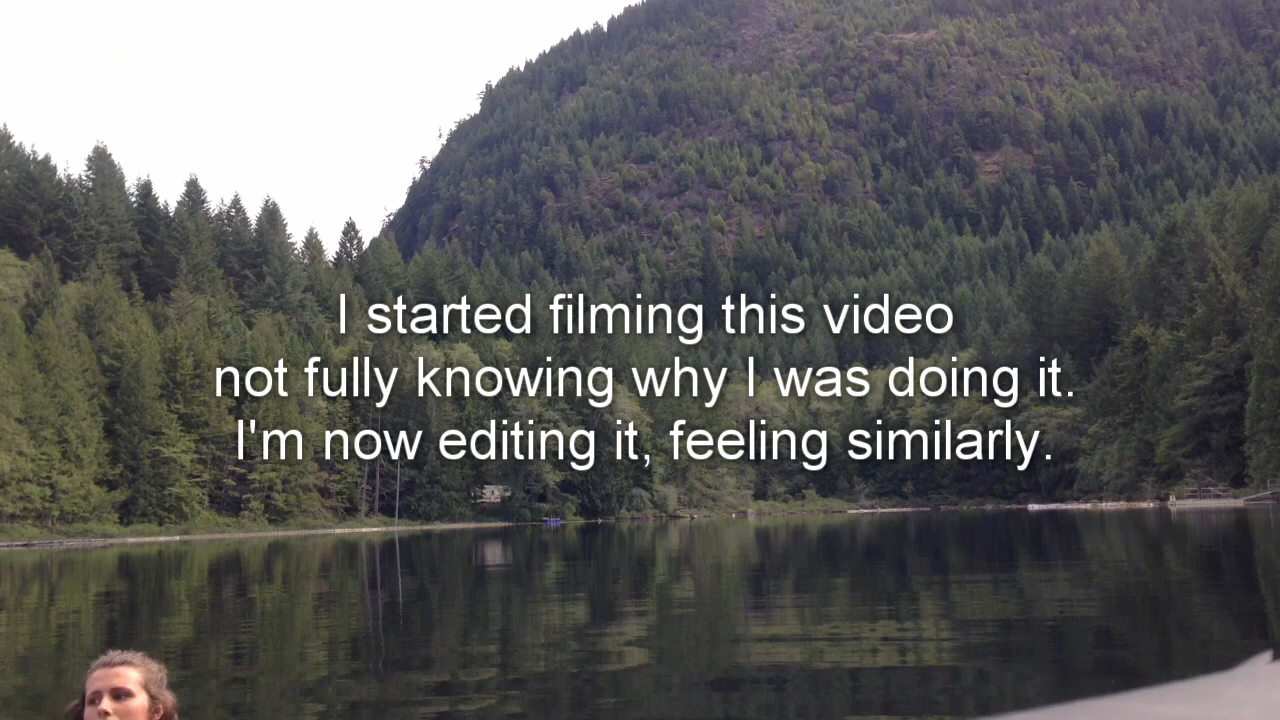 I started filming this video
not fully knowing why I was doing it.
I'm now editing it, feeling similarly.